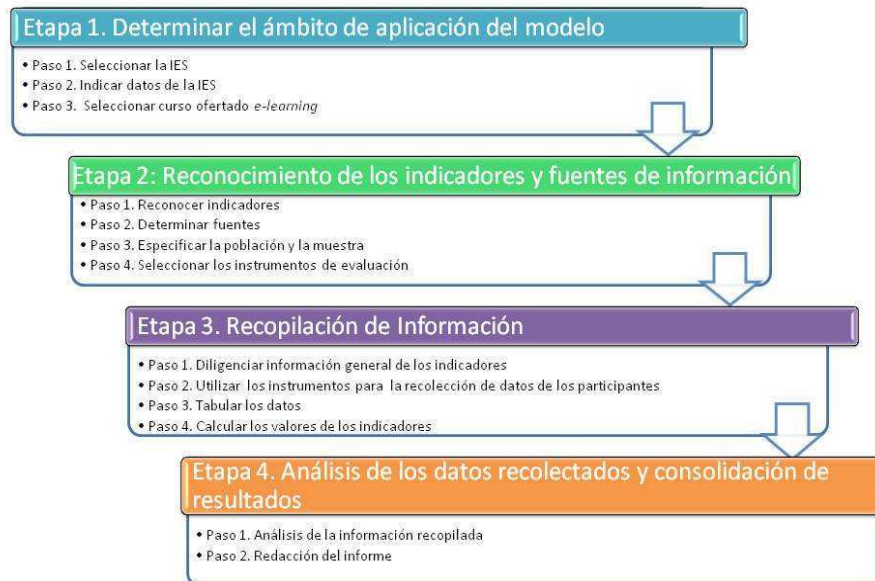 Etapa 1. Determinar el ámbito de aplicación del modelo
• Paso 1. Seleccionar la IES
• Paso 2. Indicar datos de la IES
• Paso 3. Seleccionar curso ofertado e-learning
Etapa 2: Reconocimiento de los indicadores y fuentes de información
• Paso 1. Reconocer indicadores
• Paso 2. Determinar fuentes
• Paso 3. Especificar la población y la muestra
• Paso 4. Seleccionar los instrumentos de evaluación
Etapa 3. Recopilación de Información
• Paso 1. Diligenciar información general de los indicadores
• Paso 2. Utilizar los instrumentos para la recolección de datos de los participantes
• Paso 3. Tabular los datos
• Paso 4. Calcular los valores de los indicadores
Etapa 4. Análisis de los datos recolectados y consolidación de
resultados
• Paso 1. Análisis de la información recopilada
• Paso 2. Redacción del informe